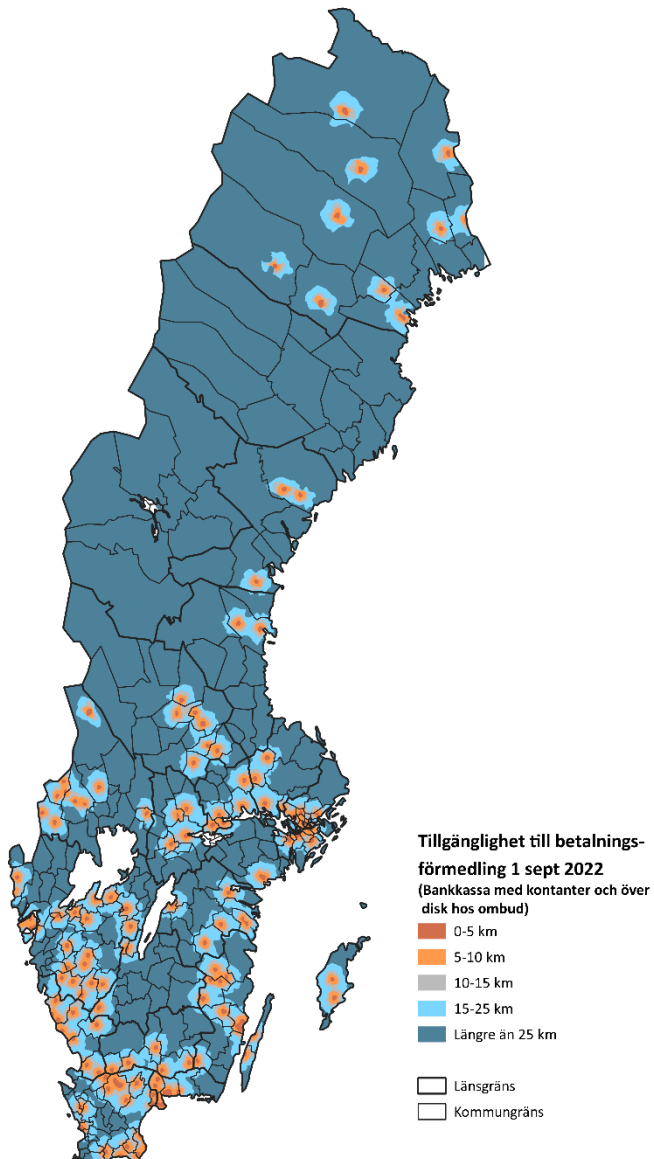 Tillgänglighet till betalnings-
förmedling 1 sept 2022
(Bankkassa med kontanter och över
disk hos ombud)
0-5 km
5-10 km
10-15 km
15-25 km
Längre än 25 km
Länsgräns
Kommungräns